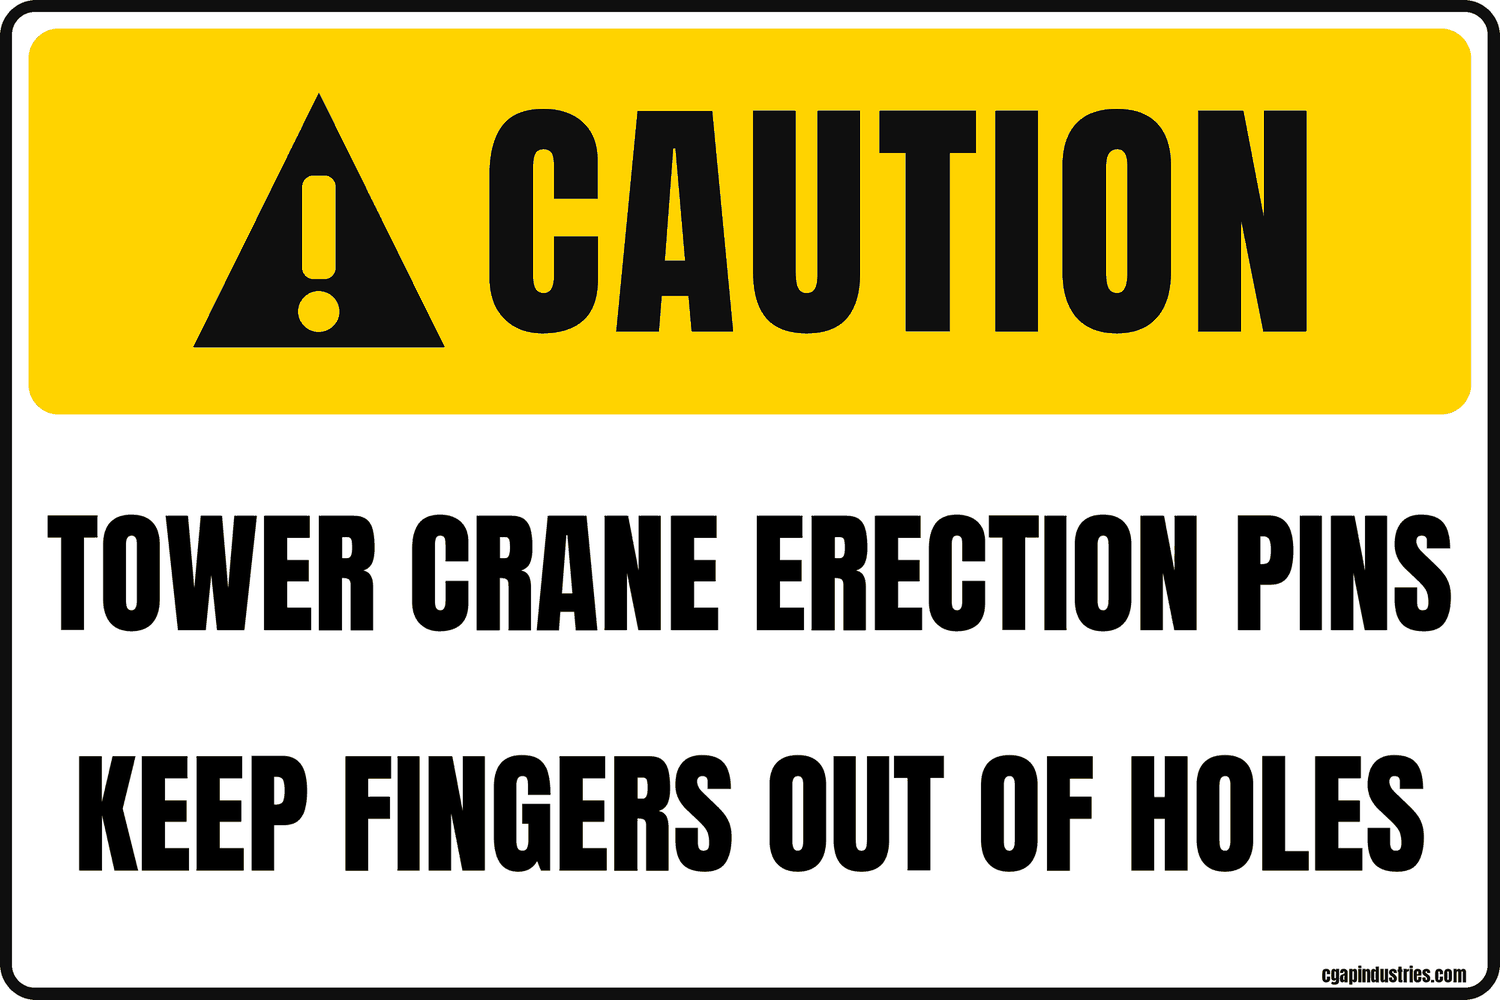 CAUTION
TOWER CRANE ERECTION PINS
KEEP FINGERS OUT OF HOLES
cgapindustries.com